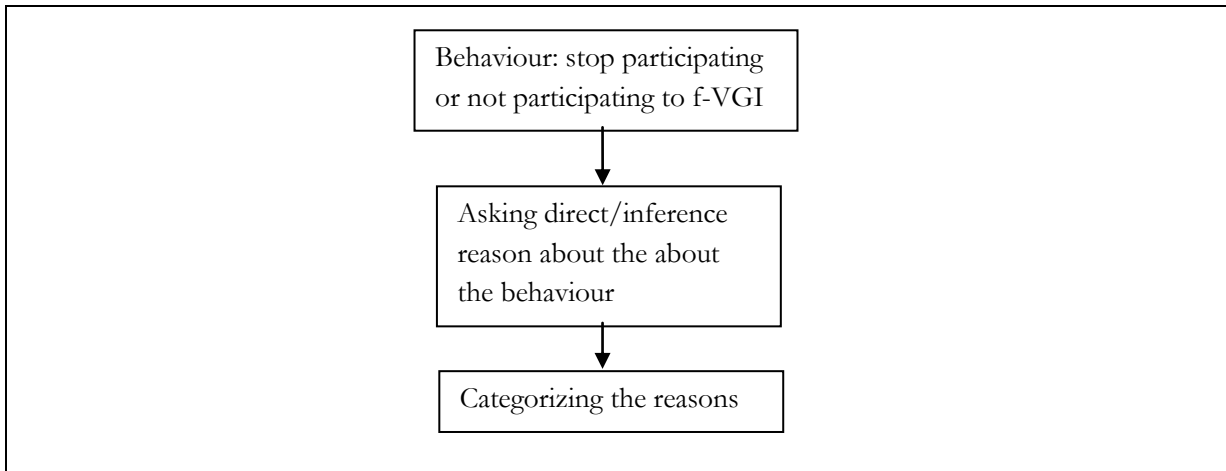 Behaviour: stop participating
or not participating to f-VGI
Asking direct/inference
reason about the about
the behaviour
Categorizing the reasons